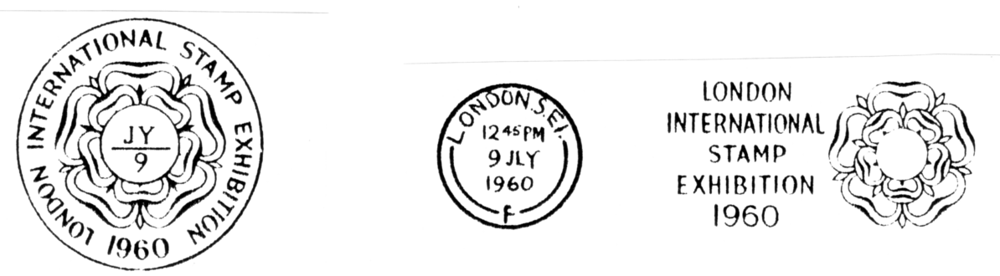 LONDON INTERNATIONAL STAMP EXHIBITION
1960
JY
9
LONDON.S.E.1.
12 45 PM
9 JLY
1960
F
LONDON
INTERNATIONAL
STAMP
EXHIBITION
1960